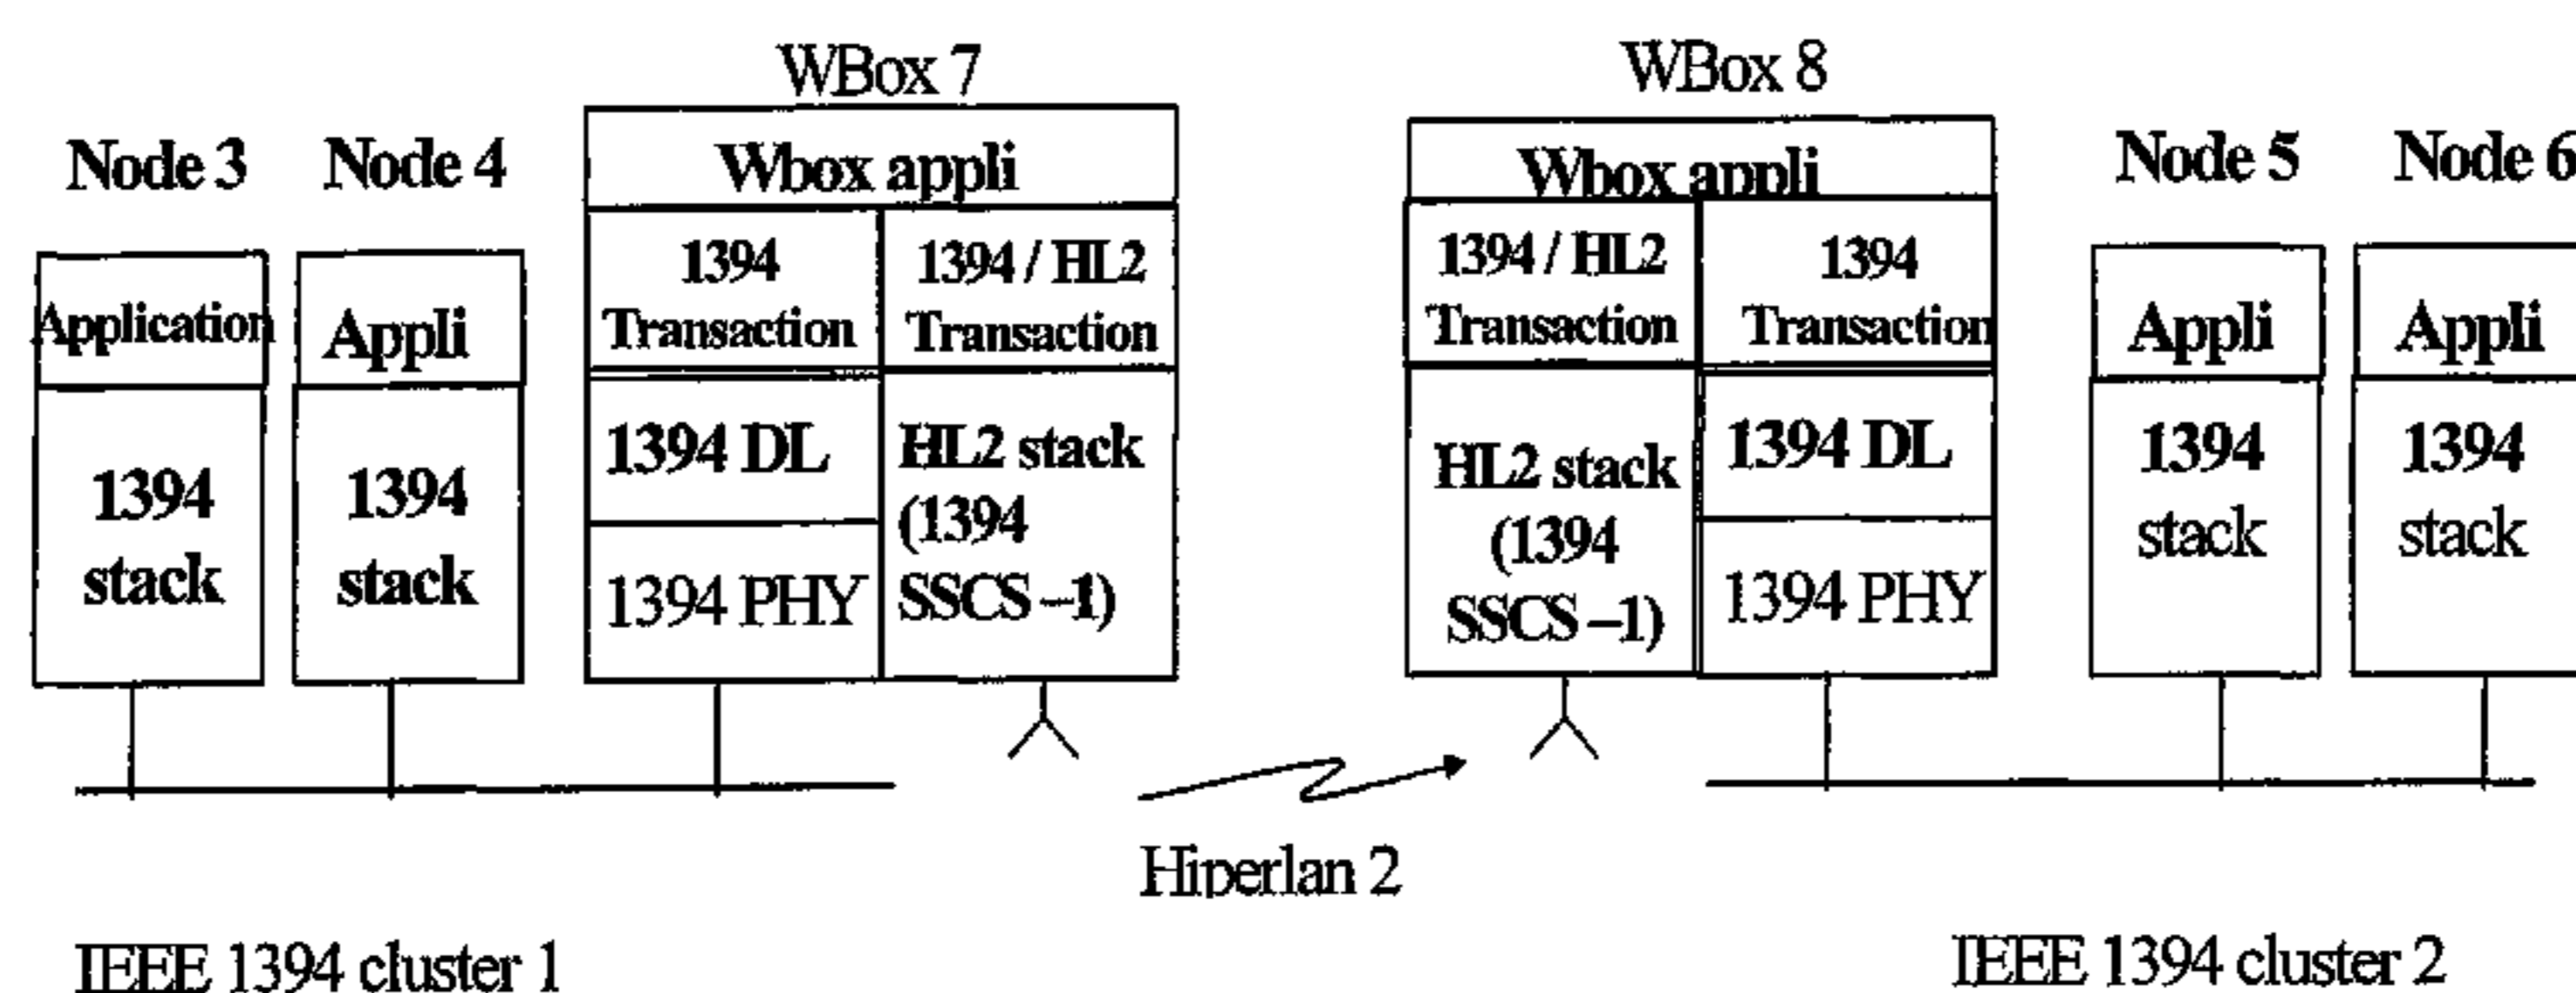 WBox 7
WBox 8
Node 3
Node 4
Wbox appli
Wbox appli
Node 5
Node 6
Application
Appli
1394
Transaction
1394 / HL2
Transaction
1394 / HL2
Transaction
1394
Transaction
Appli
Appli
1394
stack
1394
stack
1394 DL
HL2 stack
(1394
SSCS –1)
1394 PHY
HL2 stack
(1394
SSCS –1)
1394 DL
1394 PHY
1394
stack
1394
stack
Hiperlan 2
IEEE 1394 cluster 1
IEEE 1394 cluster 2